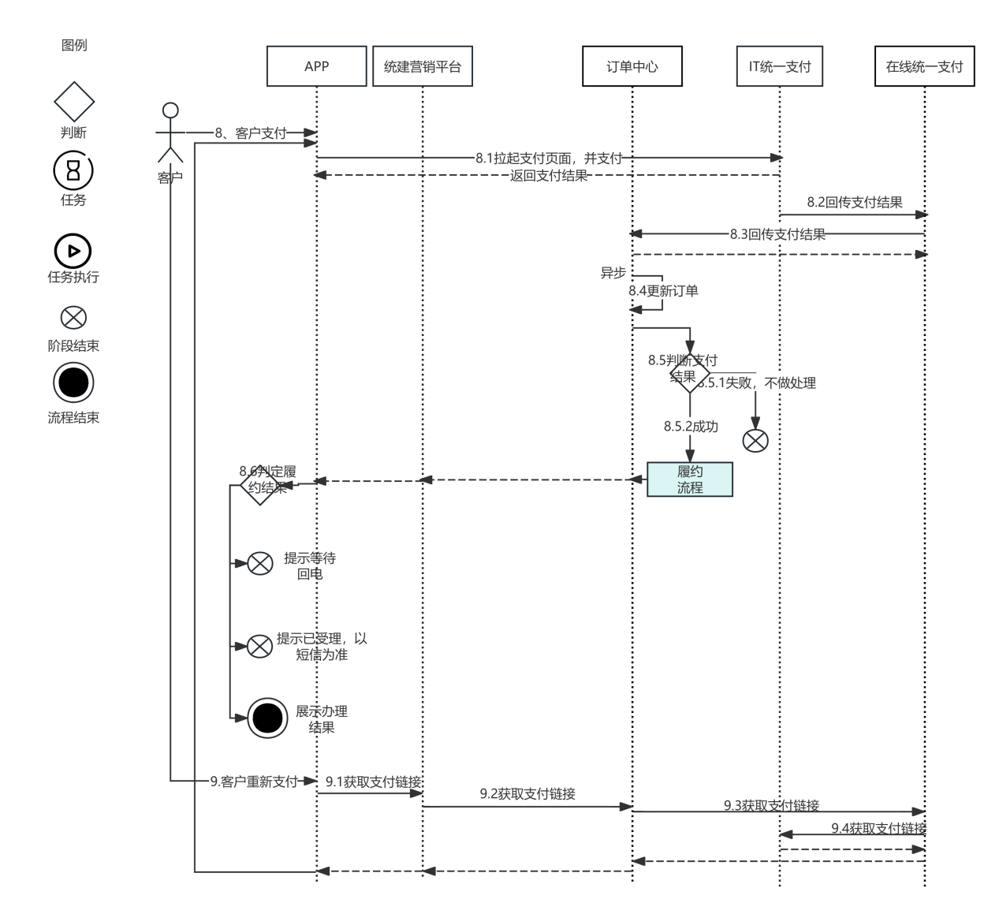 图例
APP
统建营销平台
订单中心
IT统一支付
在线统一支付
判断
8、客户支付
8.1拉起支付页面，并支付
返回支付结果
客户
任务
8.2回传支付结果
8.3回传支付结果
任务执行
异步
8.4更新订单
阶段结束
8.5判断支付
结果
8.5.1失败，不做处理
流程结束
8.5.2成功
履约
流程
8.6判定履
约结果
提示等待
回电
提示已受理，以
短信为准
展示办理
结果
9.客户重新支付
9.1获取支付链接
9.2获取支付链接
9.3获取支付链接
9.4获取支付链接